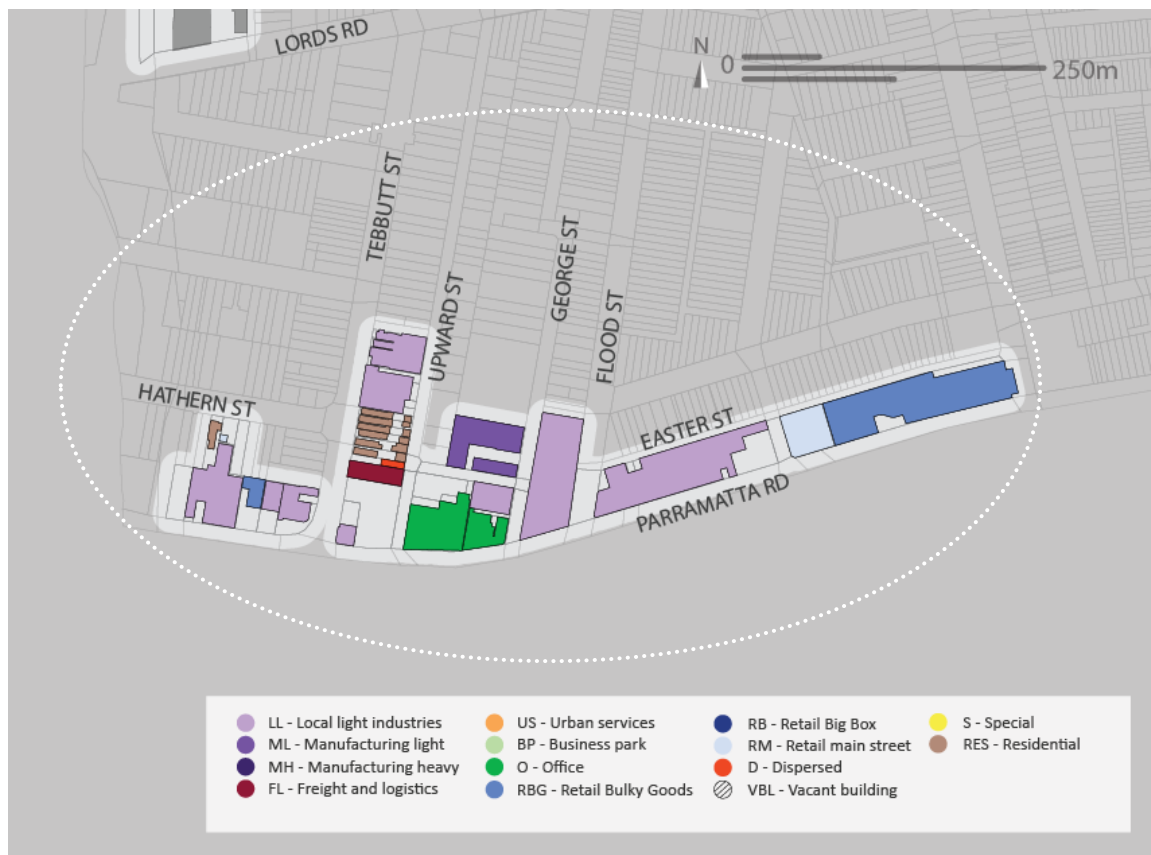 LORDS RD
N
0
250m
TEBBUTT ST
GEORGE ST
UPWARD ST
FLOOD ST
HATHERN ST
EASTER ST
PARRAMATTA RD
LL - Local light industries
ML - Manufacturing light
MH - Manufacturing heavy
FL - Freight and logistics
US - Urban services
BP - Business park
O - Office
RBG - Retail Bulky Goods
RB - Retail Big Box
RM - Retail main street
D - Dispersed
VBL - Vacant building
S - Special
RES - Residential